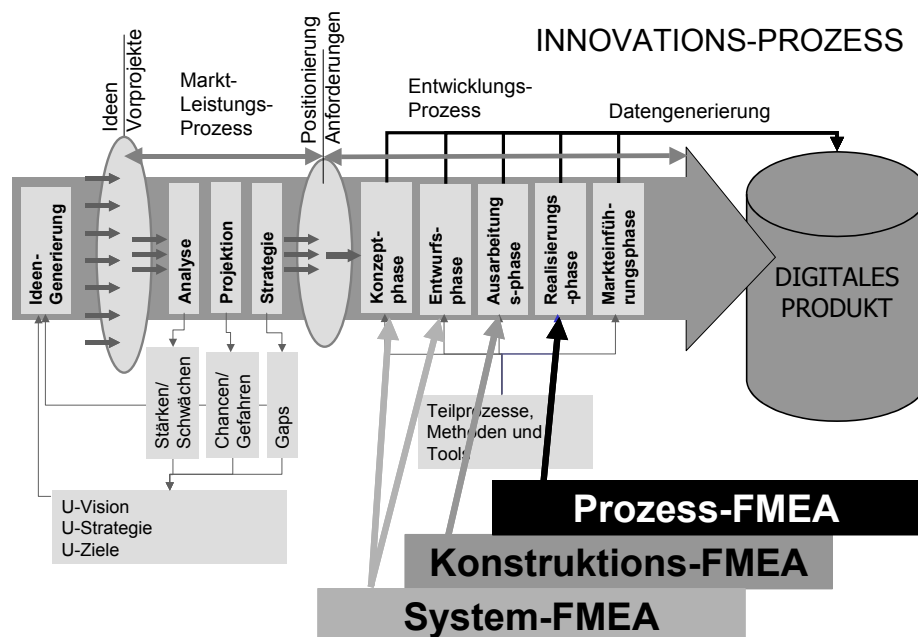 INNOVATIONS-PROZESS
Ideen
Vorprojekte
Markt-
Leistungs-
Prozess
Positionierung
Anforderungen
Entwicklungs-
Prozess
Datengenerierung
Ideen-
Generierung
Analyse
Projektion
Strategie
Konzept-
phase
Entwurfs-
phase
Ausarbeitung
s-phase
Realisierungs
-phase
Markteinfüh-
rungsphase
DIGITALES
PRODUKT
Stärken/
Schwächen
Chancen/
Gefahren
Gaps
Teilprozesse,
Methoden und
Tools
U-Vision
U-Strategie
U-Ziele
Prozess-FMEA
Konstruktions-FMEA
System-FMEA